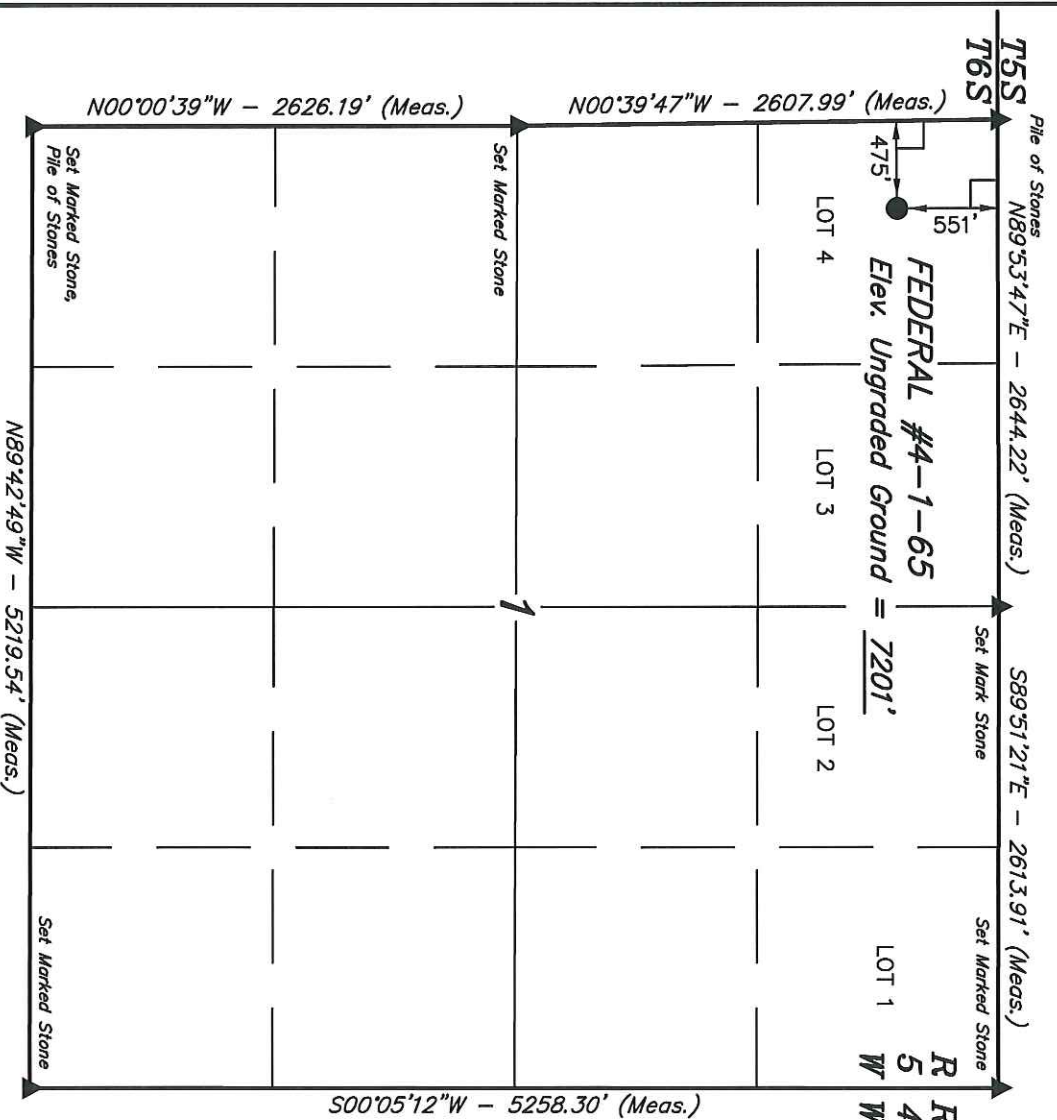 T5S
T6S
Pile of Stones
N89°53'47"E - 2644.22' (Meas.)
S89°51'21"E - 2613.91' (Meas.)
Set Mark Stone
Set Marked Stone
R R
5 4
W W
N00°39'47"W - 2607.99' (Meas.)
475'
551'
FEDERAL #4-1-65
Elev. Ungraded Ground = 7201'
LOT 4
LOT 3
LOT 2
LOT 1
Set Marked Stone
1
N00°00'39"W - 2626.19' (Meas.)
Set Marked Stone,
Pile of Stones
Set Marked Stone
S00°05'12"W - 5258.30' (Meas.)
N89°42'49"W - 5219.54' (Meas.)